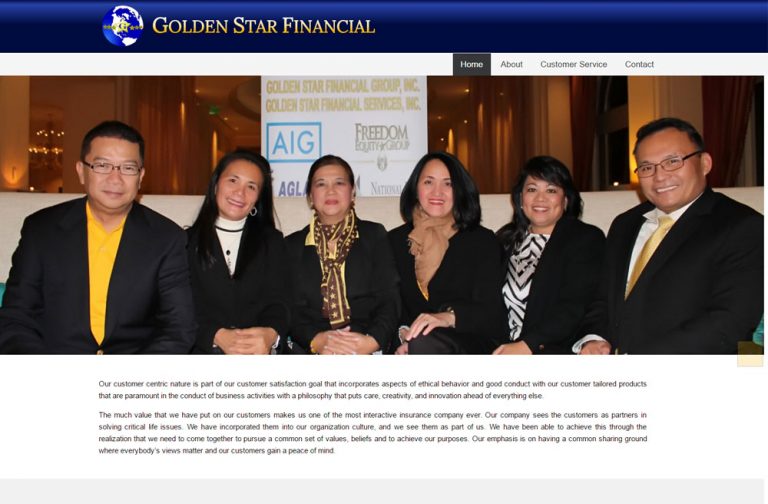 GOLDEN STAR FINANCIAL
Home About Customer Service Contact
GOLDEN STAR FINANCIAL GROUP, INC.
GOLDEN STAR FINANCIAL SERVICES, INC.
AIG
FREEDOM
EQUITY GROUP
NATIONAL
Our customer centric nature is part of our customer satisfaction goal that incorporates aspects of ethical behavior and good conduct with our customer tailored products
that are paramount in the conduct of business activities with a philosophy that puts care, creativity, and innovation ahead of everything else.
The much value that we have put on our customers makes us one of the most interactive insurance company ever. Our company sees the customers as partners in
solving critical life issues. We have incorporated them into our organization culture, and we see them as part of us. We have been able to achieve this through the
realization that we need to come together to pursue a common set of values, beliefs and to achieve our purposes. Our emphasis is on having a common sharing ground
where everybody's views matter and our customers gain a peace of mind.